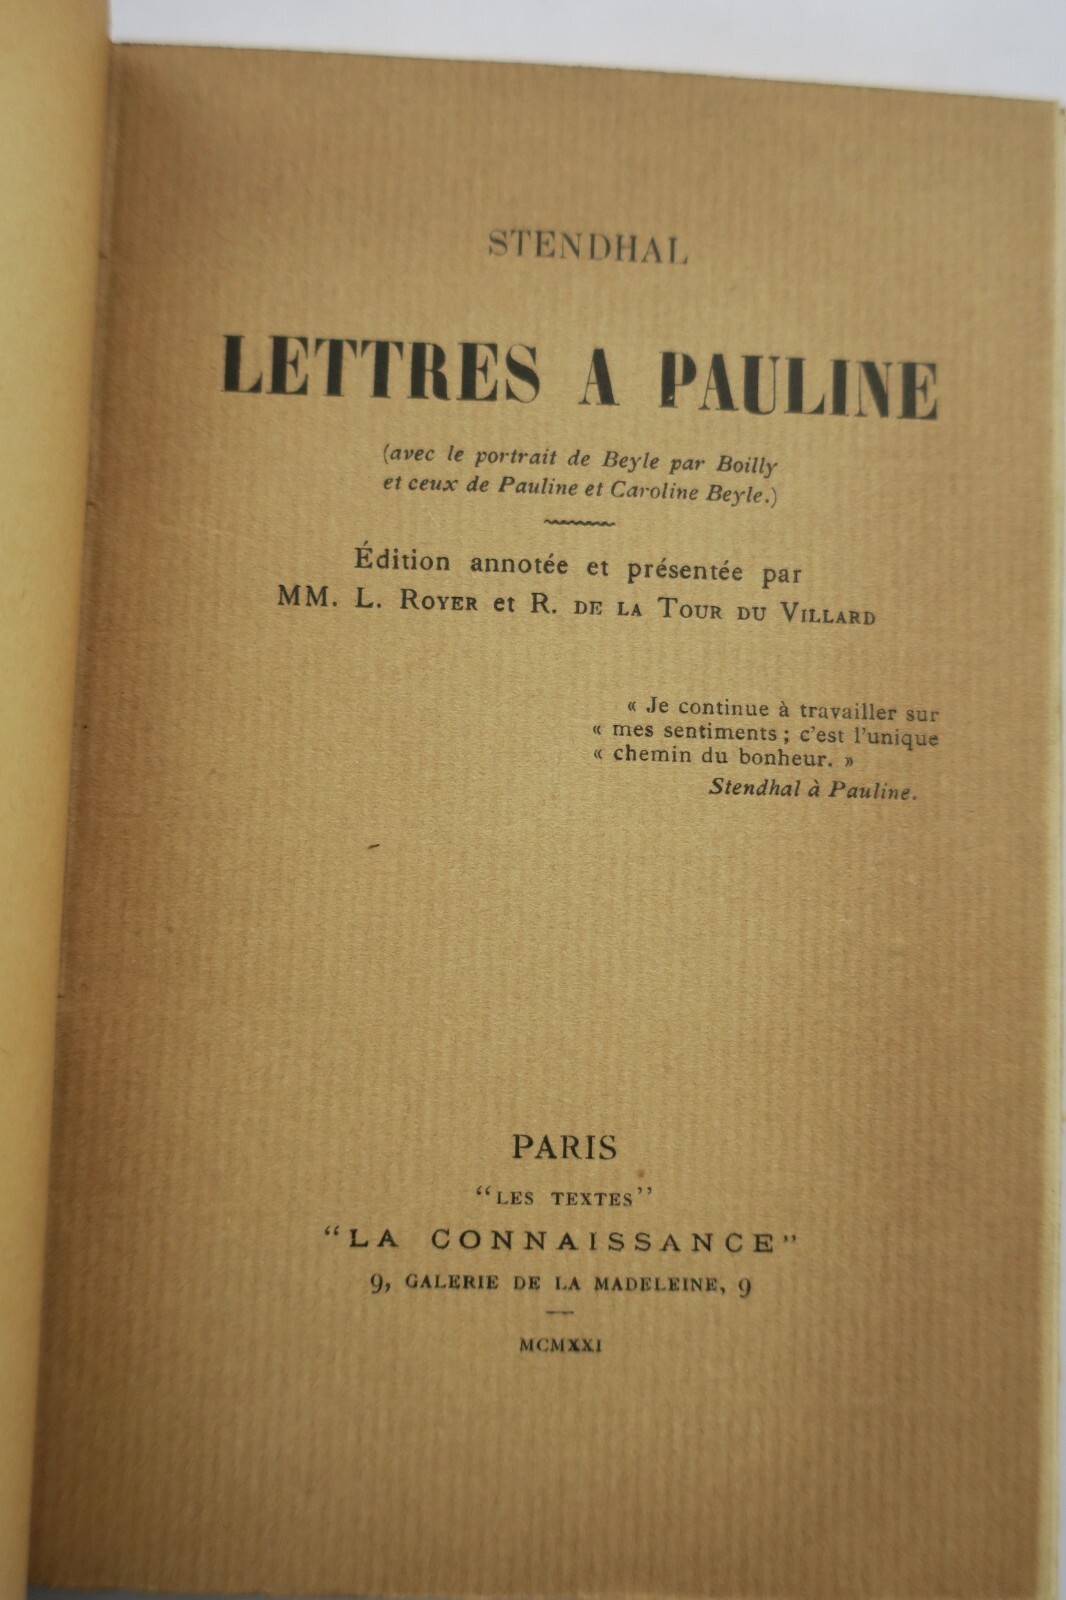 STENDHAL
LETTRES A PAULINE
(avec le portrait de Beyle par Boilly
et ceux de Pauline et Caroline Beyle.)
Édition annotée et présentée par
MM. L. ROYER et R. DE LA TOUR DU VILLARD
« Je continue à travailler sur
« mes sentiments ; c'est l'unique
« chemin du bonheur. »
Stendhal à Pauline.
PARIS
"LES TEXTES"
"LA CONNAISSANCE"
9, GALERIE DE LA MADELEINE, 9
MCMXXI